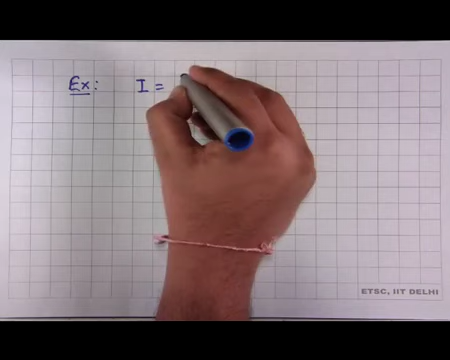 Ex: I =
ETSC, IIT DELHI